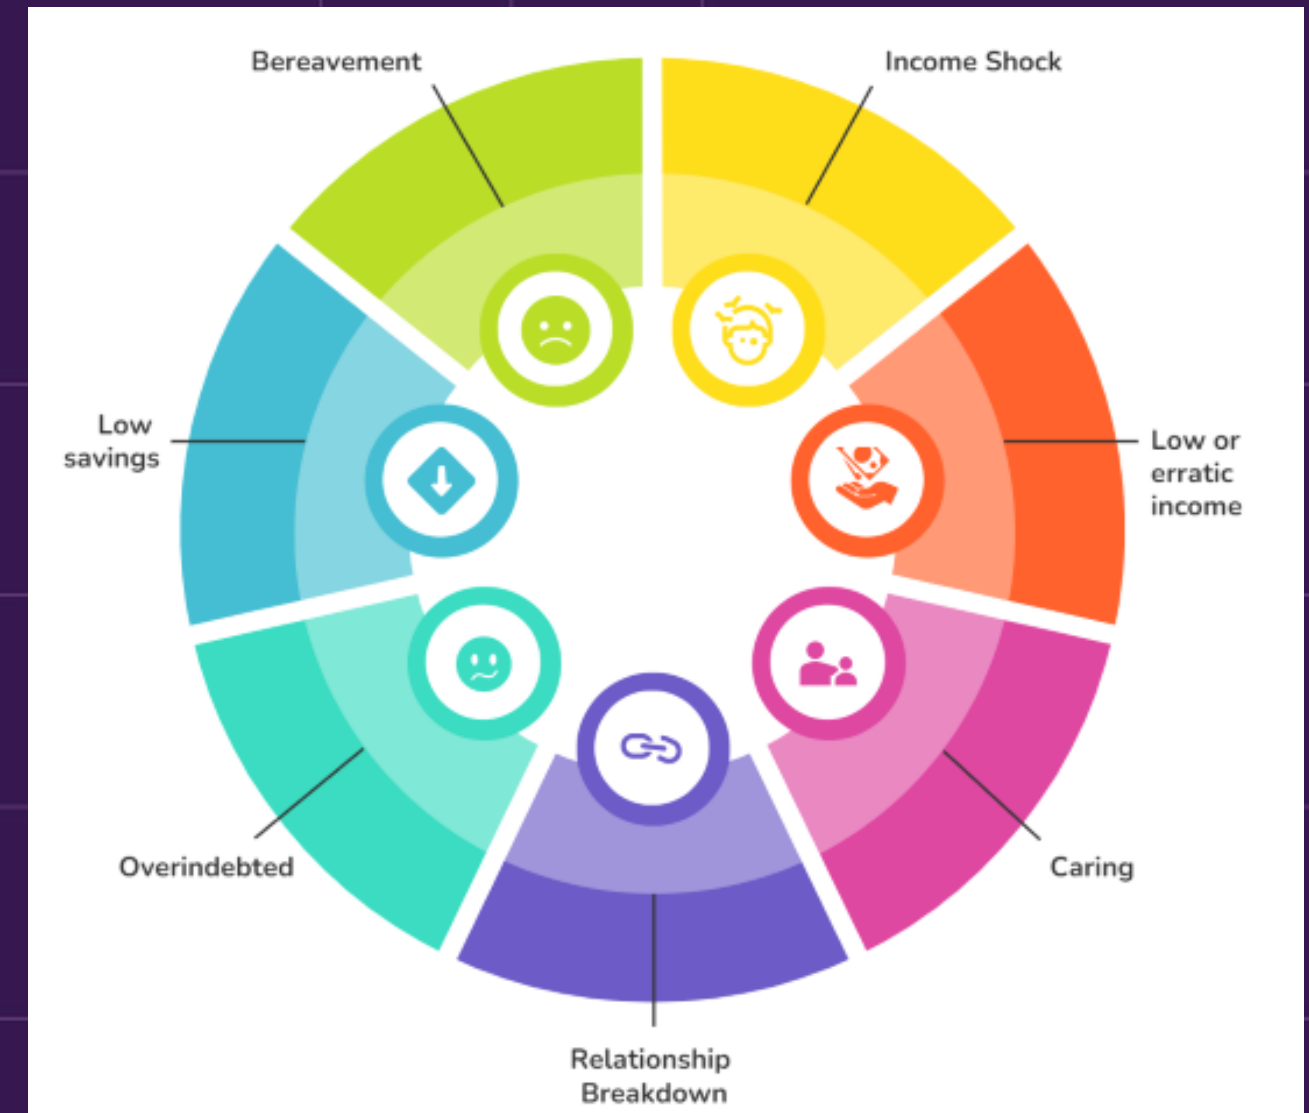 Bereavement
Income Shock
Low
savings
Low or
erratic
income
Overindebted
Caring
Relationship
Breakdown